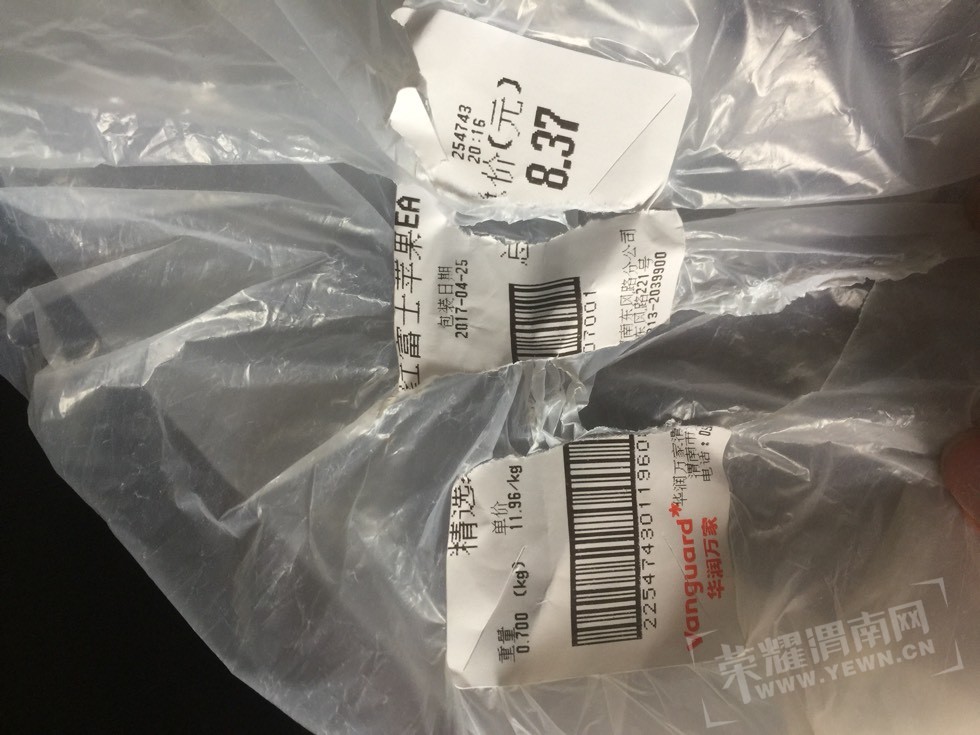 精选红富士苹果EA
重量 单价 包装日期 254743
0.700 (kg) 11.96/kg 2017-04-25 20:16
总价(元)
8.37
2254743011960 07001
Vanguard
华润万家
华润万家渭南东风路分公司
渭南市东风路221号
电话:0913-2039900
荣耀渭南网
WWW.YEWN.CN